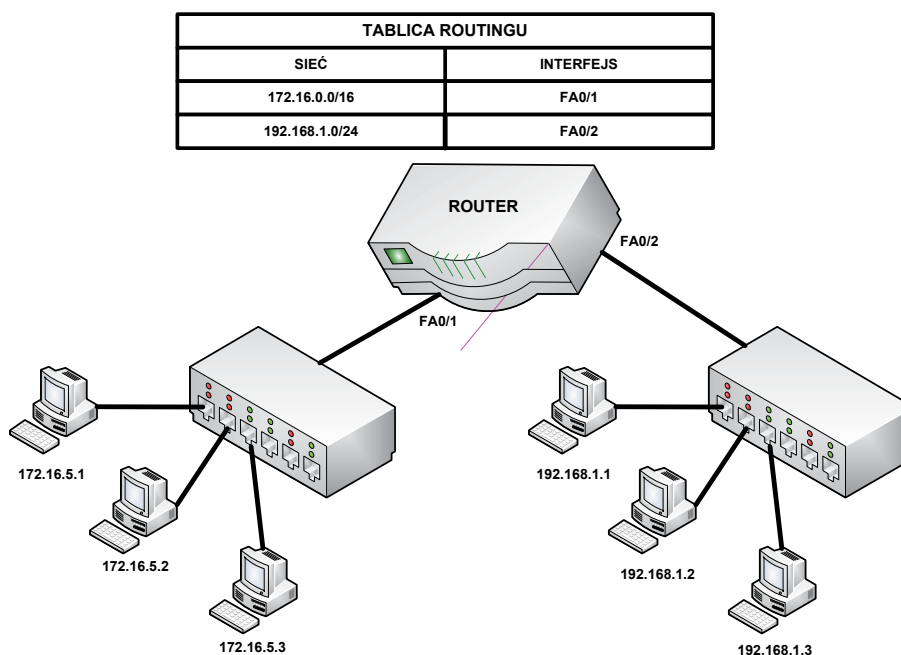 TABLICA ROUTINGU
SIEĆ INTERFEJS
172.16.0.0/16 FA0/1
192.168.1.0/24 FA0/2
ROUTER
FA0/2
FA0/1
172.16.5.1
172.16.5.2
172.16.5.3
192.168.1.1
192.168.1.2
192.168.1.3